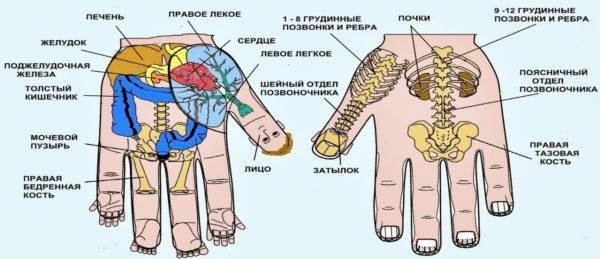 ПЕЧЕНЬ
ПРАВОЕ ЛЕКОЕ
ЖЕЛУДОК
СЕРДЦЕ
ПОДЖЕЛУДОЧНАЯ
ЖЕЛЕЗА
ЛЕВОЕ ЛЕГКОЕ
ТОЛСТЫЙ
КИШЕЧНИК
МОЧЕВОЙ
ПУЗЫРЬ
ЛИЦО
ПРАВАЯ
БЕДРЕННАЯ
КОСТЬ
1 - 8 ГРУДИННЫЕ
ПОЗВОНКИ И РЕБРА
ПОЧКИ
9 -12 ГРУДИННЫЕ
ПОЗВОНКИ И РЕБРА
ШЕЙНЫЙ ОТДЕЛ
ПОЗВОНОЧНИКА
ПОЯСНИЧНЫЙ
ОТДЕЛ
ПОЗВОНОЧНИКА
ЗАТЫЛОК
ПРАВАЯ
ТАЗОВАЯ
КОСТЬ